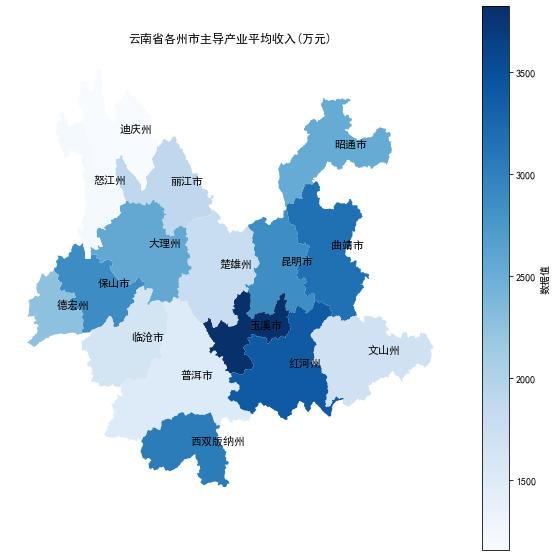 云南省各州市主导产业平均收入(万元)
迪庆州
昭通市
怒江州
丽江市
大理州
曲靖市
楚雄州
昆明市
保山市
德宏州
玉溪市
临沧市
文山州
红河州
普洱市
西双版纳州
3500
3000
2500
2000
1500
数据值